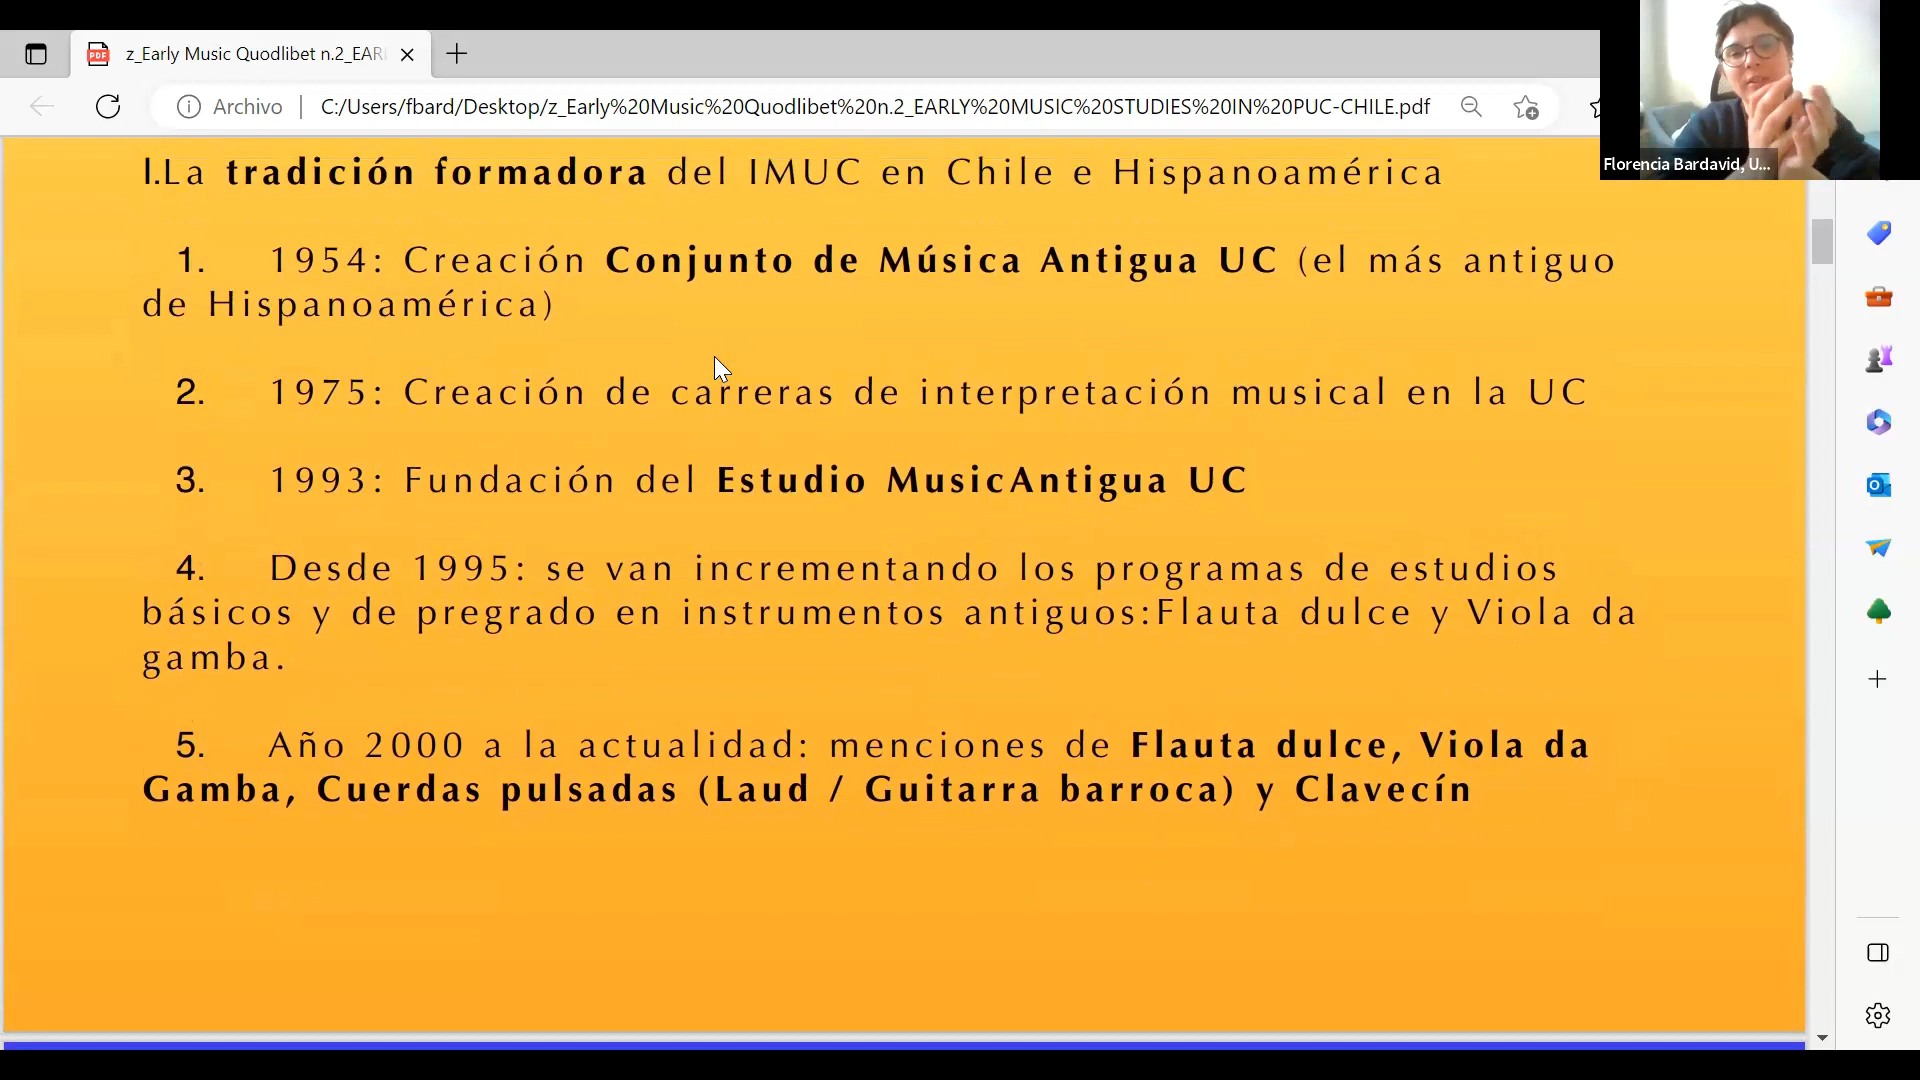 z_Early Music Quodlibet n.2_EARI
Archivo
C:/Users/fbard/Desktop/z_Early%20Music%20Quodlibet%20n.2_EARLY%20MUSIC%20STUDIES%20IN%20PUC-CHILE.pdf
Florencia Bardavid, U...
I.La tradición formadora del IMUC en Chile e Hispanoamérica
1. 1954: Creación Conjunto de Música Antigua UC (el más antiguo
de Hispanoamérica)
2. 1975: Creación de carreras de interpretación musical en la UC
3. 1993: Fundación del Estudio MusicAntigua UC
4. Desde 1995: se van incrementando los programas de estudios
básicos y de pregrado en instrumentos antiguos:Flauta dulce y Viola da
gamba.
5. Año 2000 a la actualidad: menciones de Flauta dulce, Viola da
Gamba, Cuerdas pulsadas (Laud / Guitarra barroca) y Clavecín